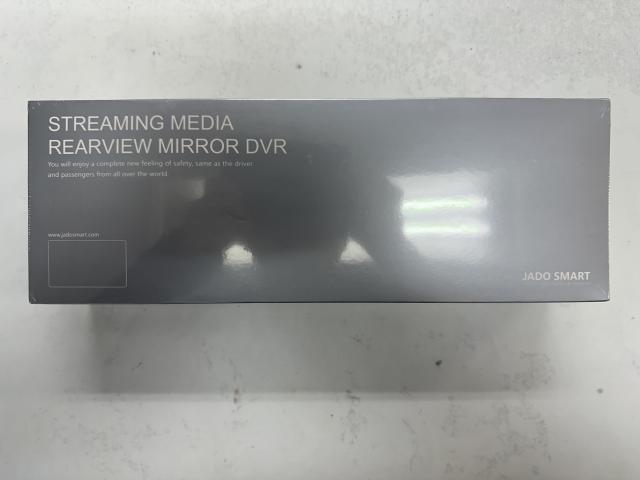 STREAMING MEDIA
REARVIEW MIRROR DVR
You will enjoy a complete new feeling of safety, same as the driver
and passengers from all over the world.
www.jadosmart.com
JADO SMART